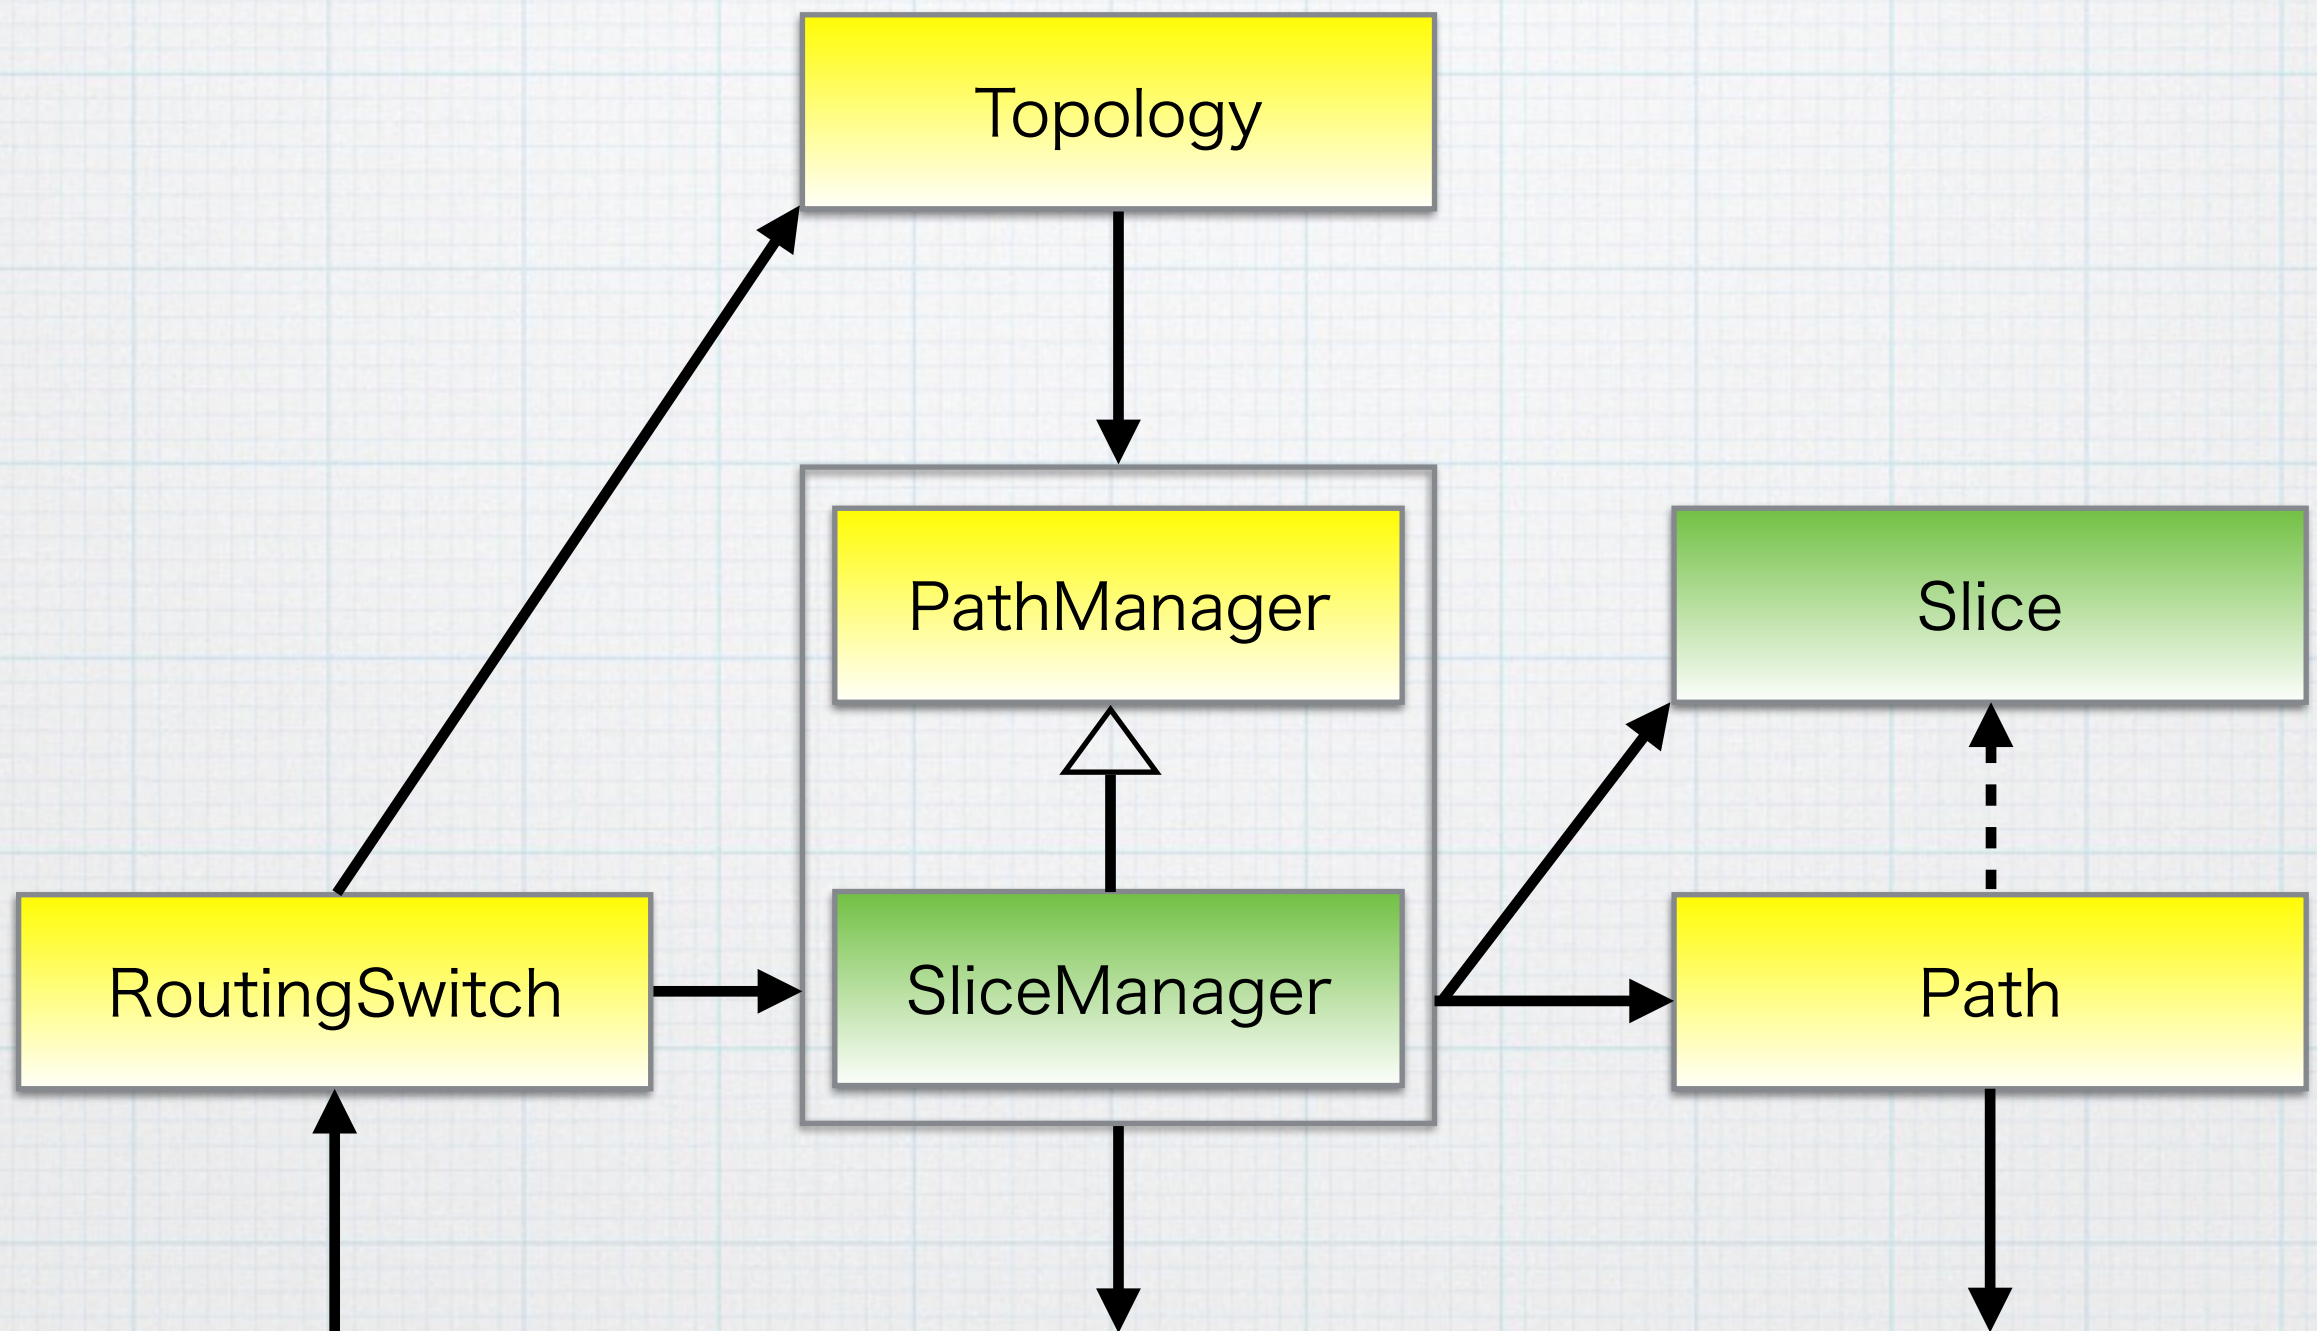 Topology
PathManager
Slice
RoutingSwitch
SliceManager
Path